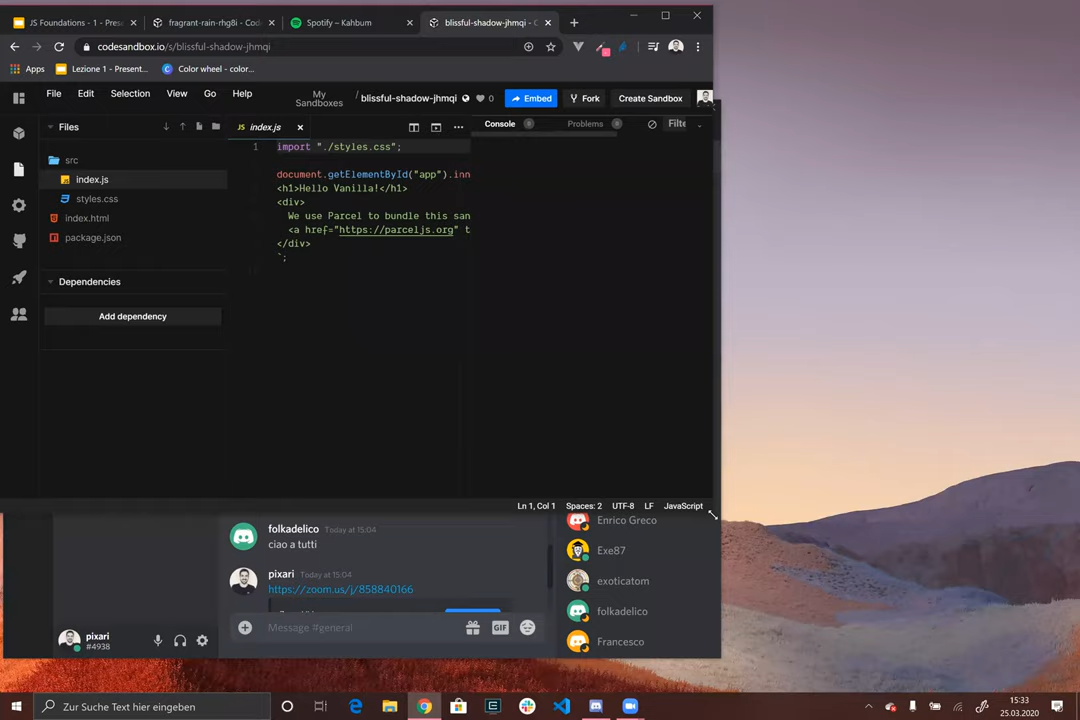 JS Foundations - 1 - Pres
fragrant-rain-rhg8i - Cod
Spotify – Kahbum
blissful-shadow-jhmqi - C
codesandbox.io/s/blissful-shadow-jhmqi
Apps
Lezione 1 - Present...
Color wheel - color...
File
Edit
Selection
View
Go
Help
My Sandboxes
/ blissful-shadow-jhmqi
0
Embed
Fork
Create Sandbox
Files
JS index.js
Console 0
Problems 0
Filte
src
index.js
styles.css
index.html
package.json
Dependencies
Add dependency
1 import "./styles.css";
document.getElementById("app").inn
<h1>Hello Vanilla!</h1>
<div>
We use Parcel to bundle this san
<a href="https://parceljs.org" t
</div>
`;
Ln 1, Col 1
Spaces: 2
UTF-8
LF
JavaScript
folkadelico Today at 15:04
ciao a tutti
pixari Today at 15:04
https://zoom.us/j/858840166
Message #general
GIF
pixari
#4938
Enrico Greco
Exe87
exoticatom
folkadelico
Francesco
Zur Suche Text hier eingeben
15:33
25.03.2020